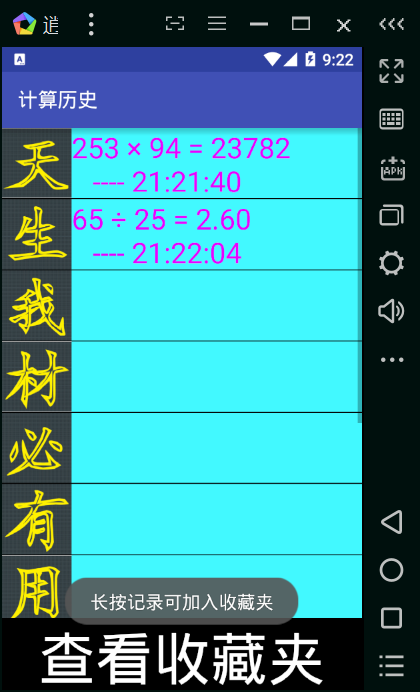 9:22
计算历史
天
253 × 94 = 23782
---- 21:21:40
生
65 ÷ 25 = 2.60
---- 21:22:04
我
材
必
有
用
长按记录可加入收藏夹
查看收藏夹
APK
A